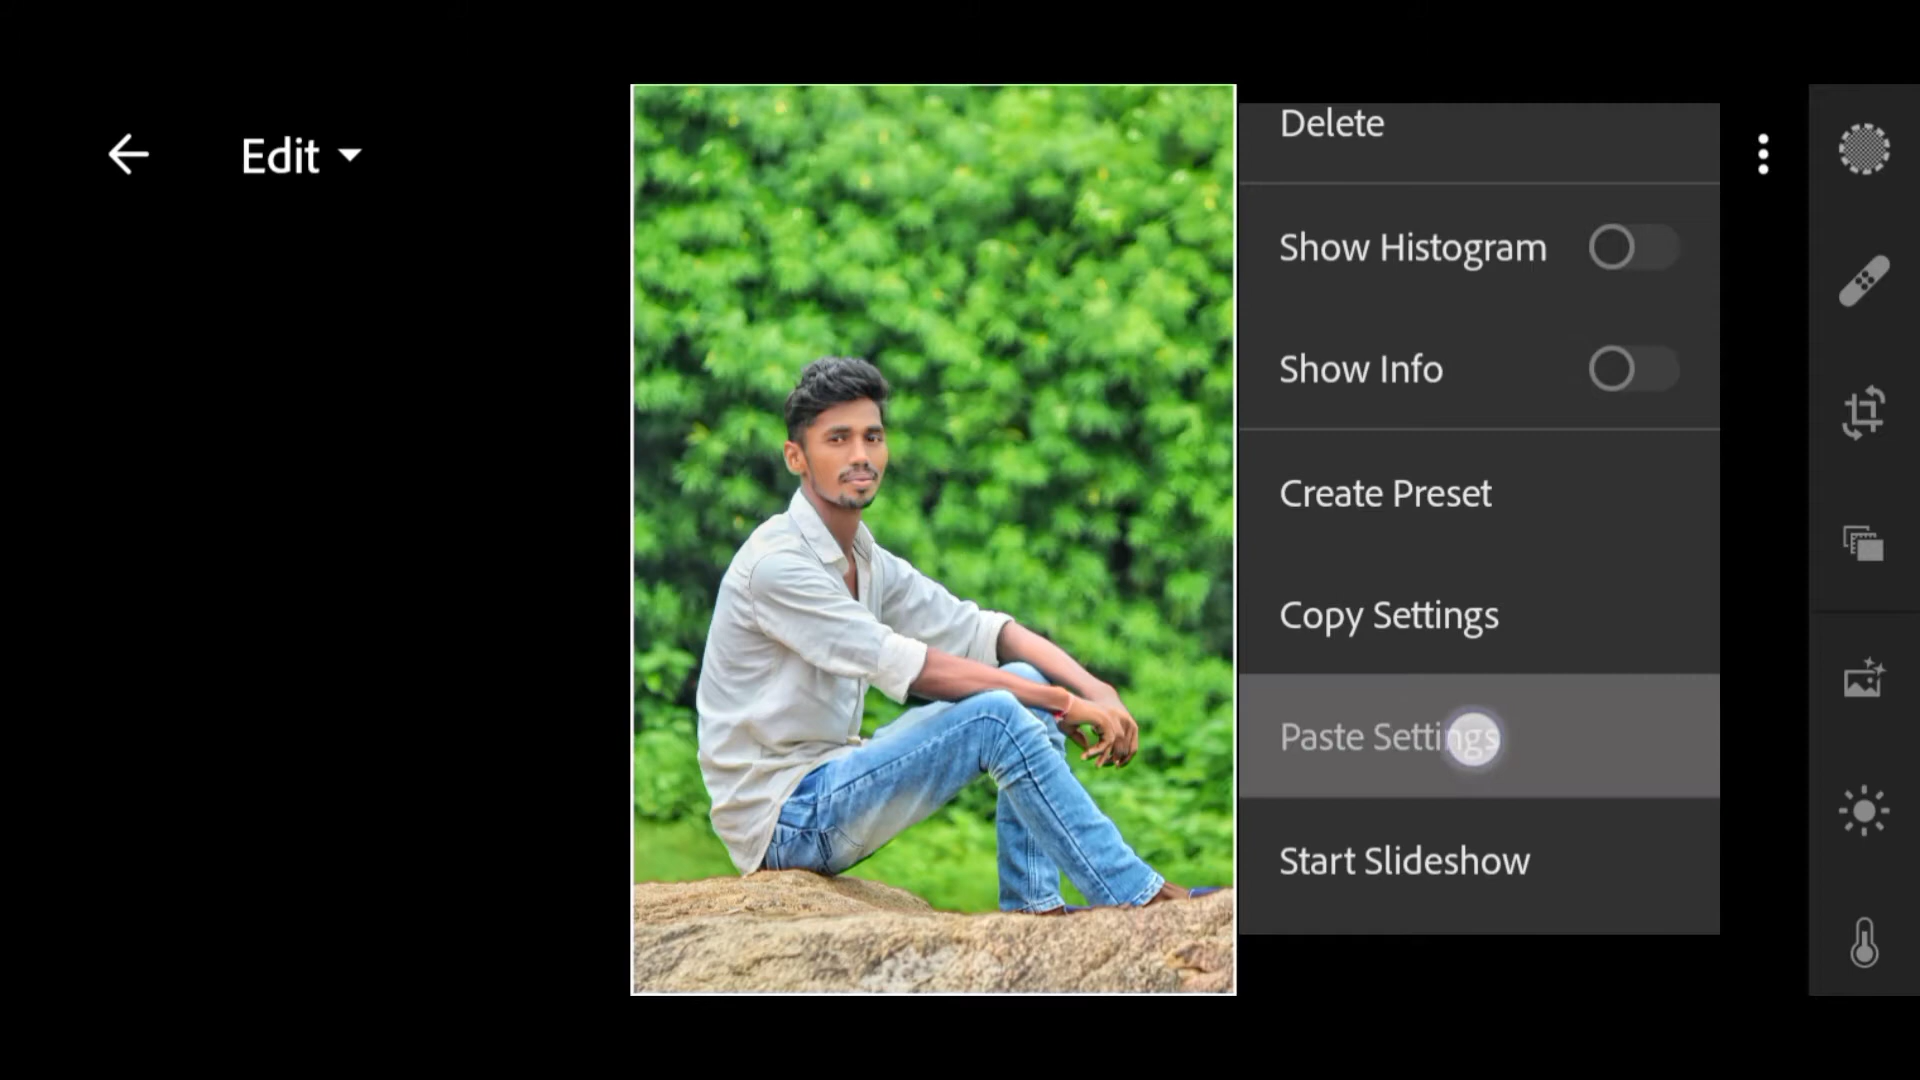 Edit
Delete
Show Histogram
Show Info
Create Preset
Copy Settings
Paste Settings
Start Slideshow